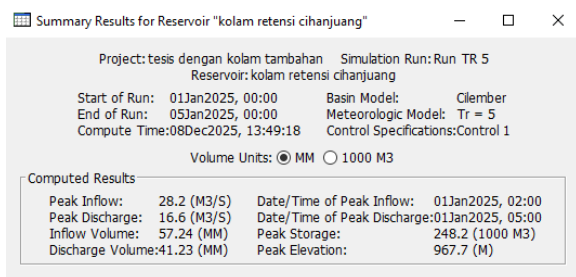 Summary Results for Reservoir "kolam retensi cihanjuang"
Project: tesis dengan kolam tambahan Simulation Run: Run TR 5
Reservoir: kolam retensi cihanjuang
Start of Run: 01Jan2025, 00:00 Basin Model: Cilember
End of Run: 05Jan2025, 00:00 Meteorologic Model: Tr = 5
Compute Time:08Dec2025, 13:49:18 Control Specifications:Control 1
Volume Units: MM 1000 M3
Computed Results
Peak Inflow: 28.2 (M3/S) Date/Time of Peak Inflow: 01Jan2025, 02:00
Peak Discharge: 16.6 (M3/S) Date/Time of Peak Discharge:01Jan2025, 05:00
Inflow Volume: 57.24 (MM) Peak Storage: 248.2 (1000 M3)
Discharge Volume:41.23 (MM) Peak Elevation: 967.7 (M)